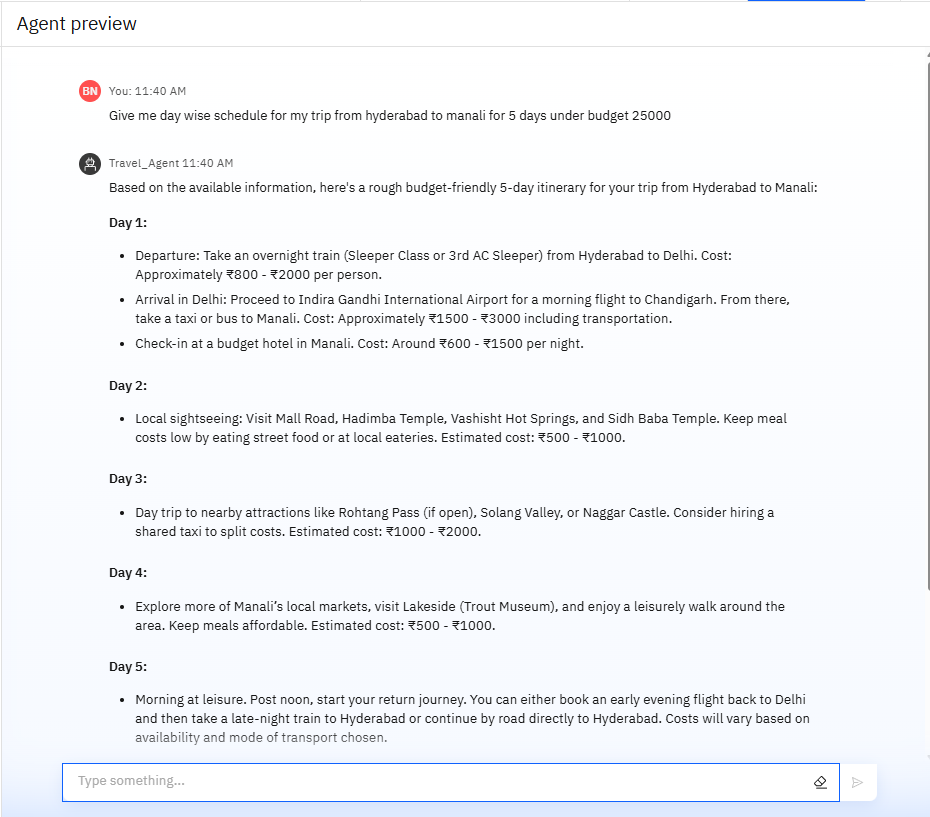 Agent preview
BN You: 11:40 AM
Give me day wise schedule for my trip from hyderabad to manali for 5 days under budget 25000
Travel_Agent 11:40 AM
Based on the available information, here's a rough budget-friendly 5-day itinerary for your trip from Hyderabad to Manali:
Day 1:
• Departure: Take an overnight train (Sleeper Class or 3rd AC Sleeper) from Hyderabad to Delhi. Cost:
Approximately ₹800 - ₹2000 per person.
• Arrival in Delhi: Proceed to Indira Gandhi International Airport for a morning flight to Chandigarh. From there,
take a taxi or bus to Manali. Cost: Approximately ₹1500 - ₹3000 including transportation.
• Check-in at a budget hotel in Manali. Cost: Around ₹600 - ₹1500 per night.
Day 2:
• Local sightseeing: Visit Mall Road, Hadimba Temple, Vashisht Hot Springs, and Sidh Baba Temple. Keep meal
costs low by eating street food or at local eateries. Estimated cost: ₹500 - ₹1000.
Day 3:
• Day trip to nearby attractions like Rohtang Pass (if open), Solang Valley, or Naggar Castle. Consider hiring a
shared taxi to split costs. Estimated cost: ₹1000 - ₹2000.
Day 4:
• Explore more of Manali’s local markets, visit Lakeside (Trout Museum), and enjoy a leisurely walk around the
area. Keep meals affordable. Estimated cost: ₹500 - ₹1000.
Day 5:
• Morning at leisure. Post noon, start your return journey. You can either book an early evening flight back to Delhi
and then take a late-night train to Hyderabad or continue by road directly to Hyderabad. Costs will vary based on
availability and mode of transport chosen.
Type something...